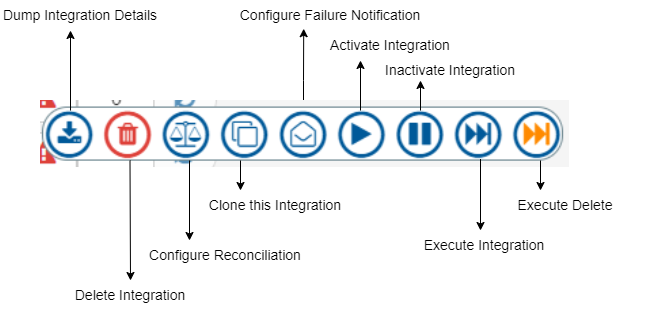 Dump Integration Details
Configure Failure Notification
Activate Integration
Inactivate Integration
Clone this Integration
Execute Delete
Execute Integration
Configure Reconciliation
Delete Integration